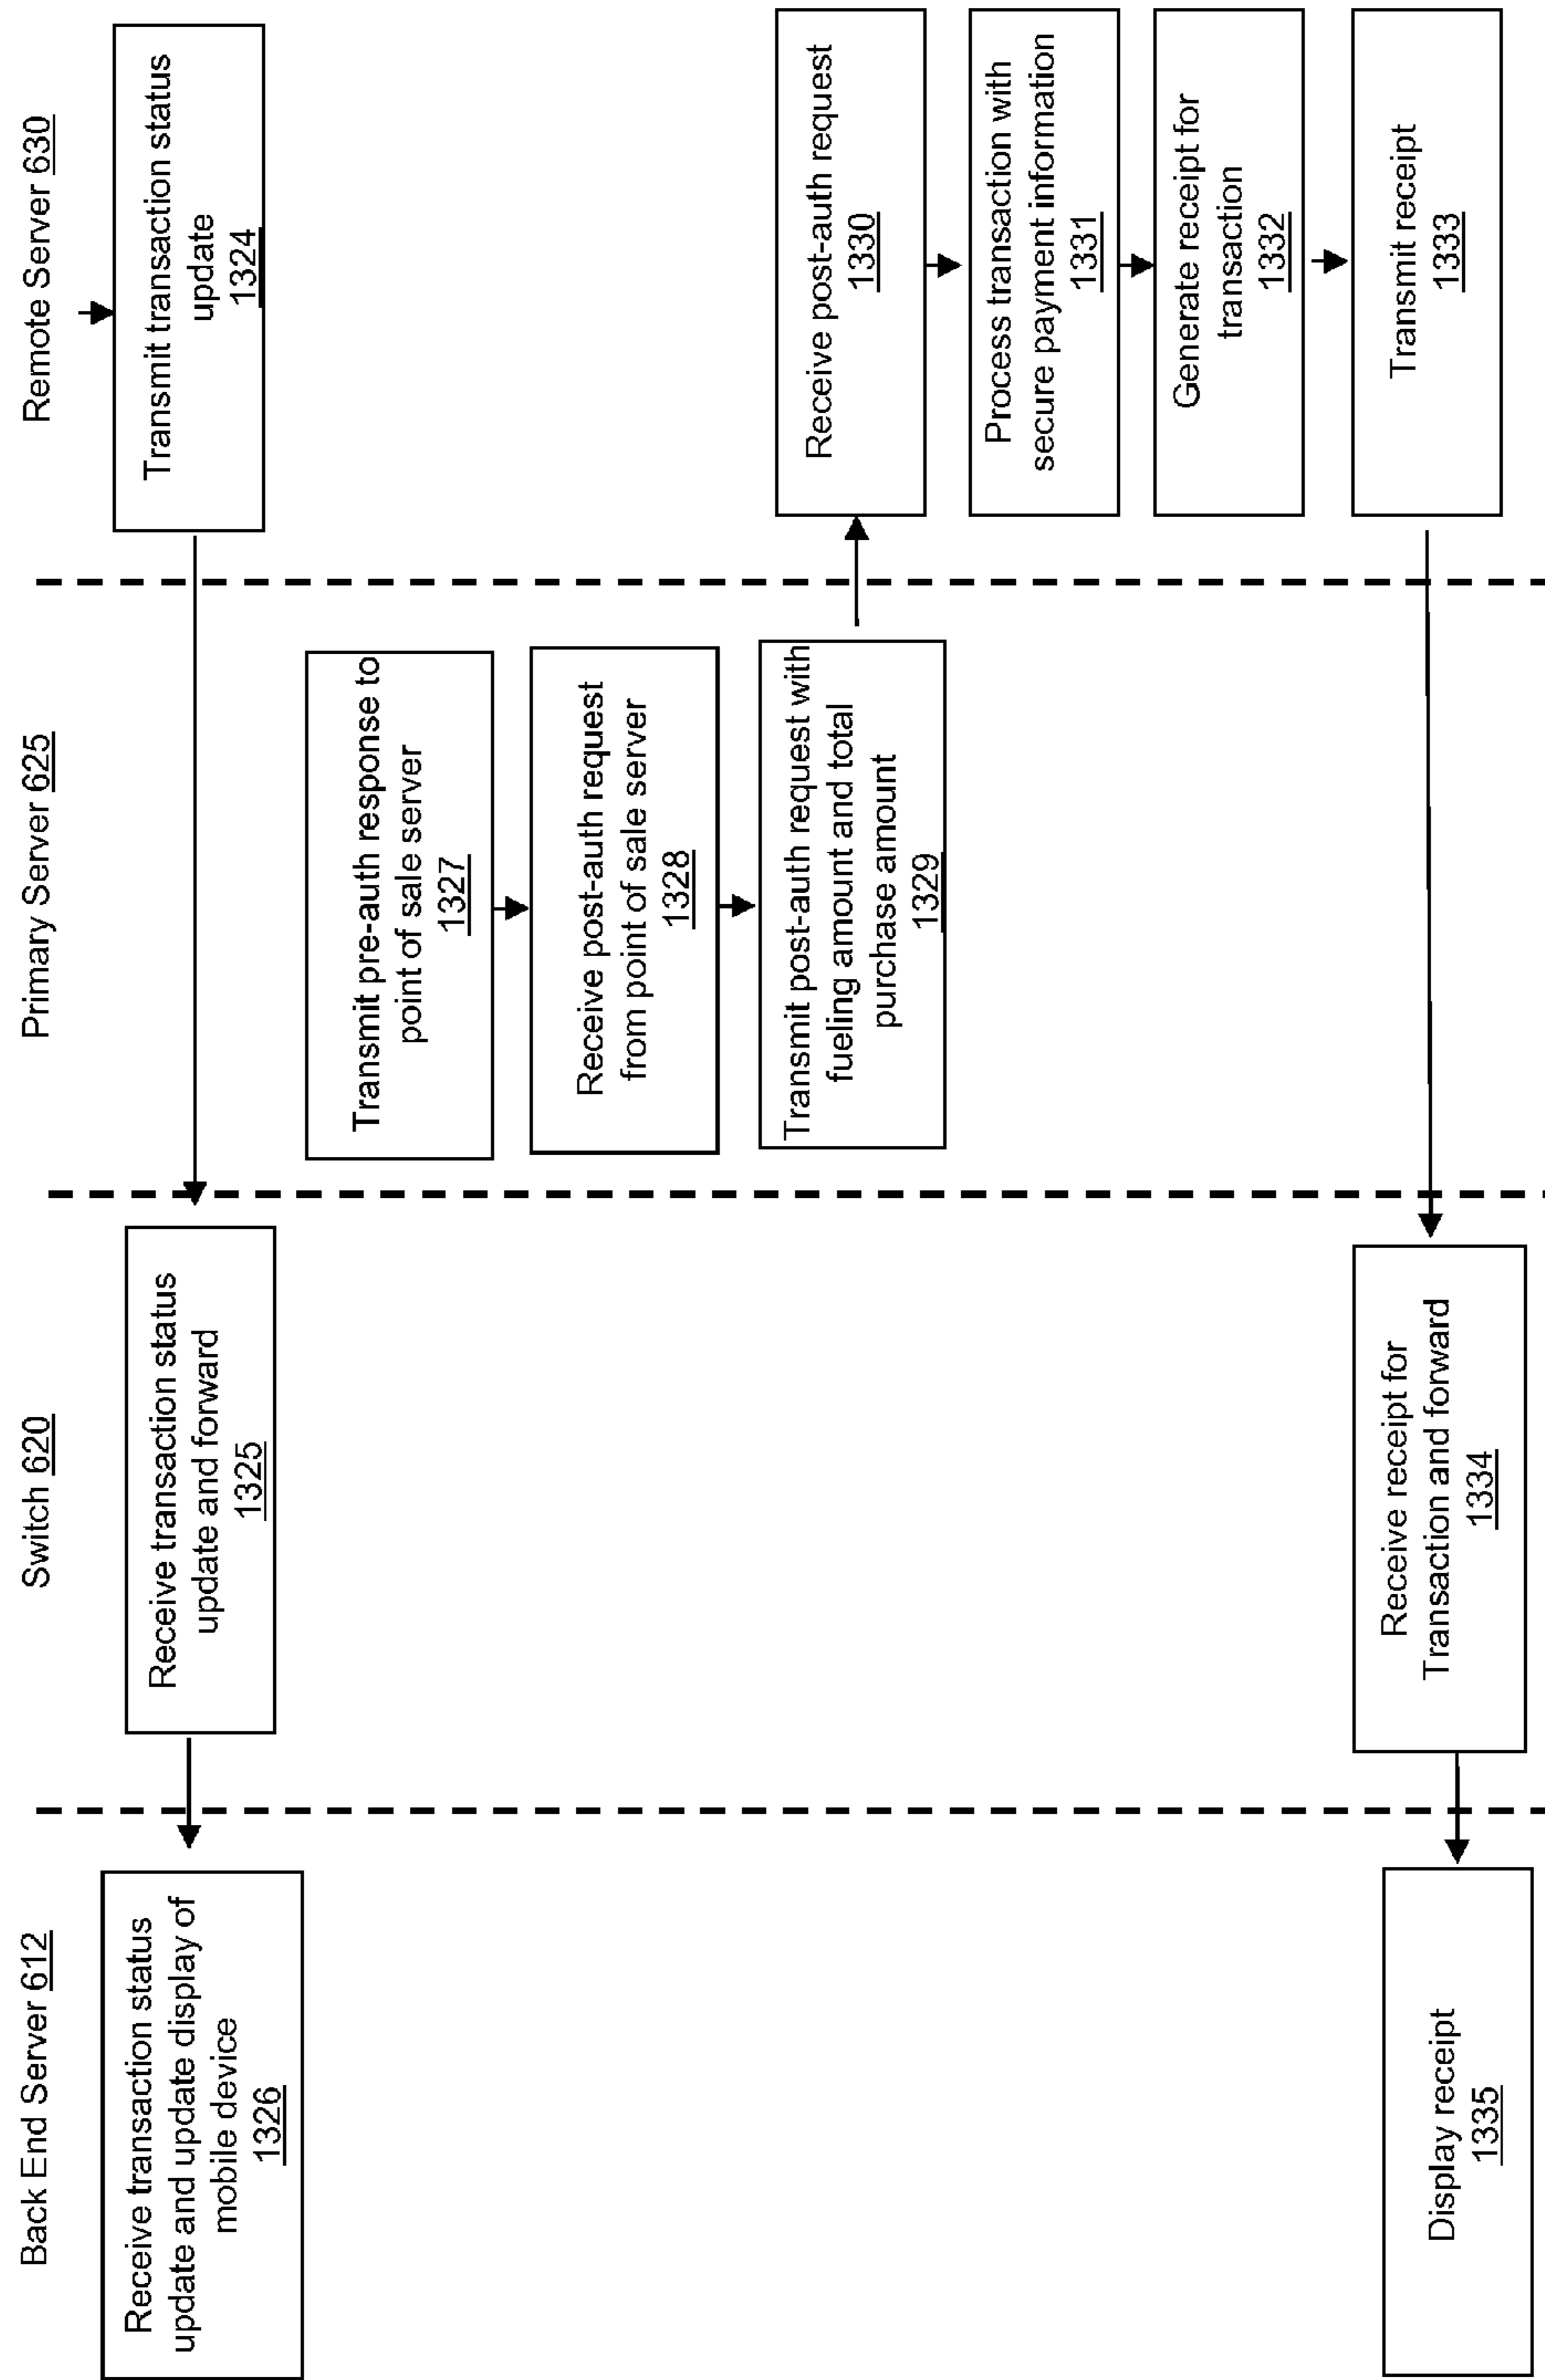 Back End Server 612
Switch 620
Primary Server 625
Remote Server 630
Receive transaction status
update and update display of
mobile device
1326
Receive transaction status
update and forward
1325
Transmit transaction status
update
1324
Transmit pre-auth response to
point of sale server
1327
Receive post-auth request
from point of sale server
1328
Transmit post-auth request with
fueling amount and total
purchase amount
1329
Receive post-auth request
1330
Process transaction with
secure payment information
1331
Generate receipt for
transaction
1332
Transmit receipt
1333
Receive receipt for
Transaction and forward
1334
Display receipt
1335